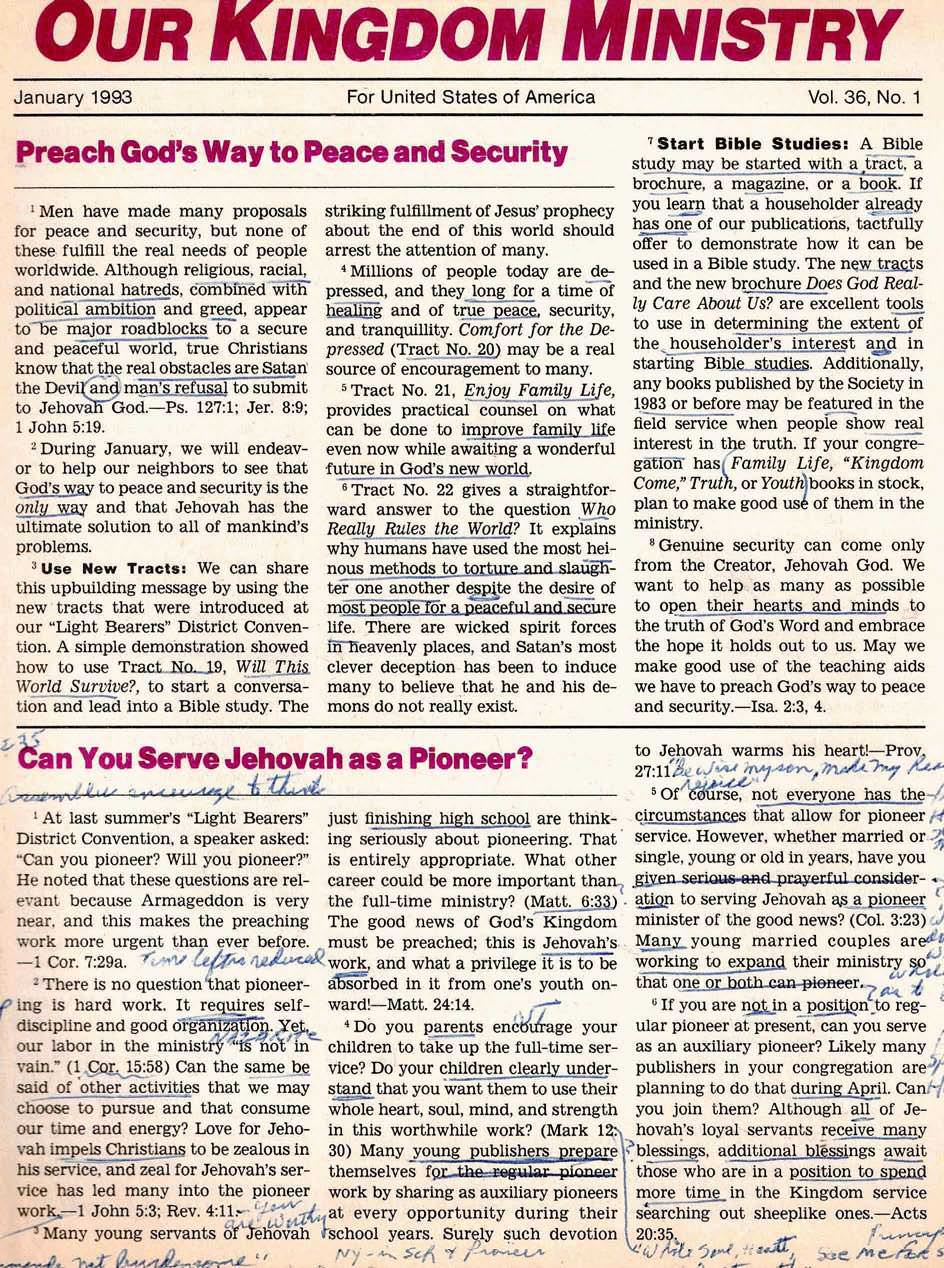 OUR KINGDOM MINISTRY
January 1993 For United States of America Vol. 36, No. 1
Preach God's Way to Peace and Security
¹ Men have made many proposals
for peace and security, but none of
these fulfill the real needs of people
worldwide. Although religious, racial,
and national hatreds, combined with
political ambition and greed, appear
to be major roadblocks to a secure
and peaceful world, true Christians
know that the real obstacles are Satan
the Devil and man's refusal to submit
to Jehovah God.—Ps. 127:1; Jer. 8:9;
1 John 5:19.
² During January, we will endeav-
or to help our neighbors to see that
God's way to peace and security is the
only way and that Jehovah has the
ultimate solution to all of mankind's
problems.
³ Use New Tracts: We can share
this upbuilding message by using the
new tracts that were introduced at
our “Light Bearers” District Conven-
tion. A simple demonstration showed
how to use Tract No. 19, Will This
World Survive?, to start a conversa-
tion and lead into a Bible study. The
striking fulfillment of Jesus' prophecy
about the end of this world should
arrest the attention of many.
⁴ Millions of people today are de-
pressed, and they long for a time of
healing and of true peace, security,
and tranquillity. Comfort for the De-
pressed (Tract No. 20) may be a real
source of encouragement to many.
⁵ Tract No. 21, Enjoy Family Life,
provides practical counsel on what
can be done to improve family life
even now while awaiting a wonderful
future in God's new world.
⁶ Tract No. 22 gives a straightfor-
ward answer to the question Who
Really Rules the World? It explains
why humans have used the most hei-
nous methods to torture and slaugh-
ter one another despite the desire of
most people for a peaceful and secure
life. There are wicked spirit forces
in heavenly places, and Satan's most
clever deception has been to induce
many to believe that he and his de-
mons do not really exist.
⁷ Start Bible Studies: A Bible
study may be started with a tract, a
brochure, a magazine, or a book. If
you learn that a householder already
has one of our publications, tactfully
offer to demonstrate how it can be
used in a Bible study. The new tracts
and the new brochure Does God Real-
ly Care About Us? are excellent tools
to use in determining the extent of
the householder's interest and in
starting Bible studies. Additionally,
any books published by the Society in
1983 or before may be featured in the
field service when people show real
interest in the truth. If your congre-
gation has Family Life, “Kingdom
Come,” Truth, or Youth books in stock,
plan to make good use of them in the
ministry.
⁸ Genuine security can come only
from the Creator, Jehovah God. We
want to help as many as possible
to open their hearts and minds to
the truth of God's Word and embrace
the hope it holds out to us. May we
make good use of the teaching aids
we have to preach God's way to peace
and security.—Isa. 2:3, 4.
Can You Serve Jehovah as a Pioneer?
Assemblies encourage to think
¹ At last summer's “Light Bearers”
District Convention, a speaker asked:
“Can you pioneer? Will you pioneer?”
He noted that these questions are rel-
evant because Armageddon is very
near, and this makes the preaching
work more urgent than ever before.
—1 Cor. 7:29a. Time left is reduced
² There is no question that pioneer-
ing is hard work. It requires self-
discipline and good organization. Yet,
our labor in the ministry “is not in
vain.” (1 Cor. 15:58) Can the same be
said of other activities that we may
choose to pursue and that consume
our time and energy? Love for Jeho-
vah impels Christians to be zealous in
his service, and zeal for Jehovah's ser-
vice has led many into the pioneer
work.—1 John 5:3; Rev. 4:11. You
are worthy
³ Many young servants of Jehovah
not burdensome"
just finishing high school are think-
ing seriously about pioneering. That
is entirely appropriate. What other
career could be more important than
the full-time ministry? (Matt. 6:33)
The good news of God's Kingdom
must be preached; this is Jehovah's
work, and what a privilege it is to be
absorbed in it from one's youth on-
ward!—Matt. 24:14.
⁴ Do you parents encourage your
children to take up the full-time ser-
vice? Do your children clearly under-
stand that you want them to use their
whole heart, soul, mind, and strength
in this worthwhile work? (Mark 12:
30) Many young publishers prepare
themselves for the regular pioneer
work by sharing as auxiliary pioneers
at every opportunity during their
school years. Surely such devotion
to Jehovah warms his heart!—Prov.
27:11. "Be wise my son, make my
rejoice"
⁵ Of course, not everyone has the
circumstances that allow for pioneer
service. However, whether married or
single, young or old in years, have you
given serious and prayerful consider-
ation to serving Jehovah as a pioneer
minister of the good news? (Col. 3:23)
Many young married couples are
working to expand their ministry so
that one or both can pioneer.
⁶ If you are not in a position to reg-
ular pioneer at present, can you serve
as an auxiliary pioneer? Likely many
publishers in your congregation are
planning to do that during April. Can
you join them? Although all of Je-
hovah's loyal servants receive many
blessings, additional blessings await
those who are in a position to spend
more time in the Kingdom service
searching out sheeplike ones.—Acts
20:35.